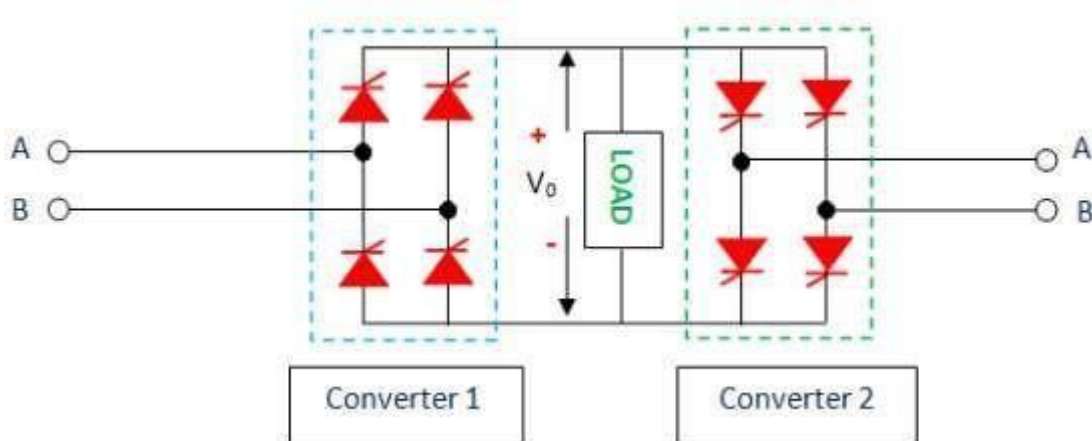 A
B
+
V₀
-
LOAD
A
B
Converter 1
Converter 2